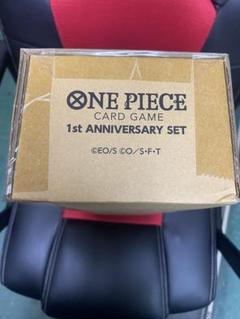 ONE PIECE
CARD GAME
1st ANNIVERSARY SET
©EO/S ©O/S・F・T